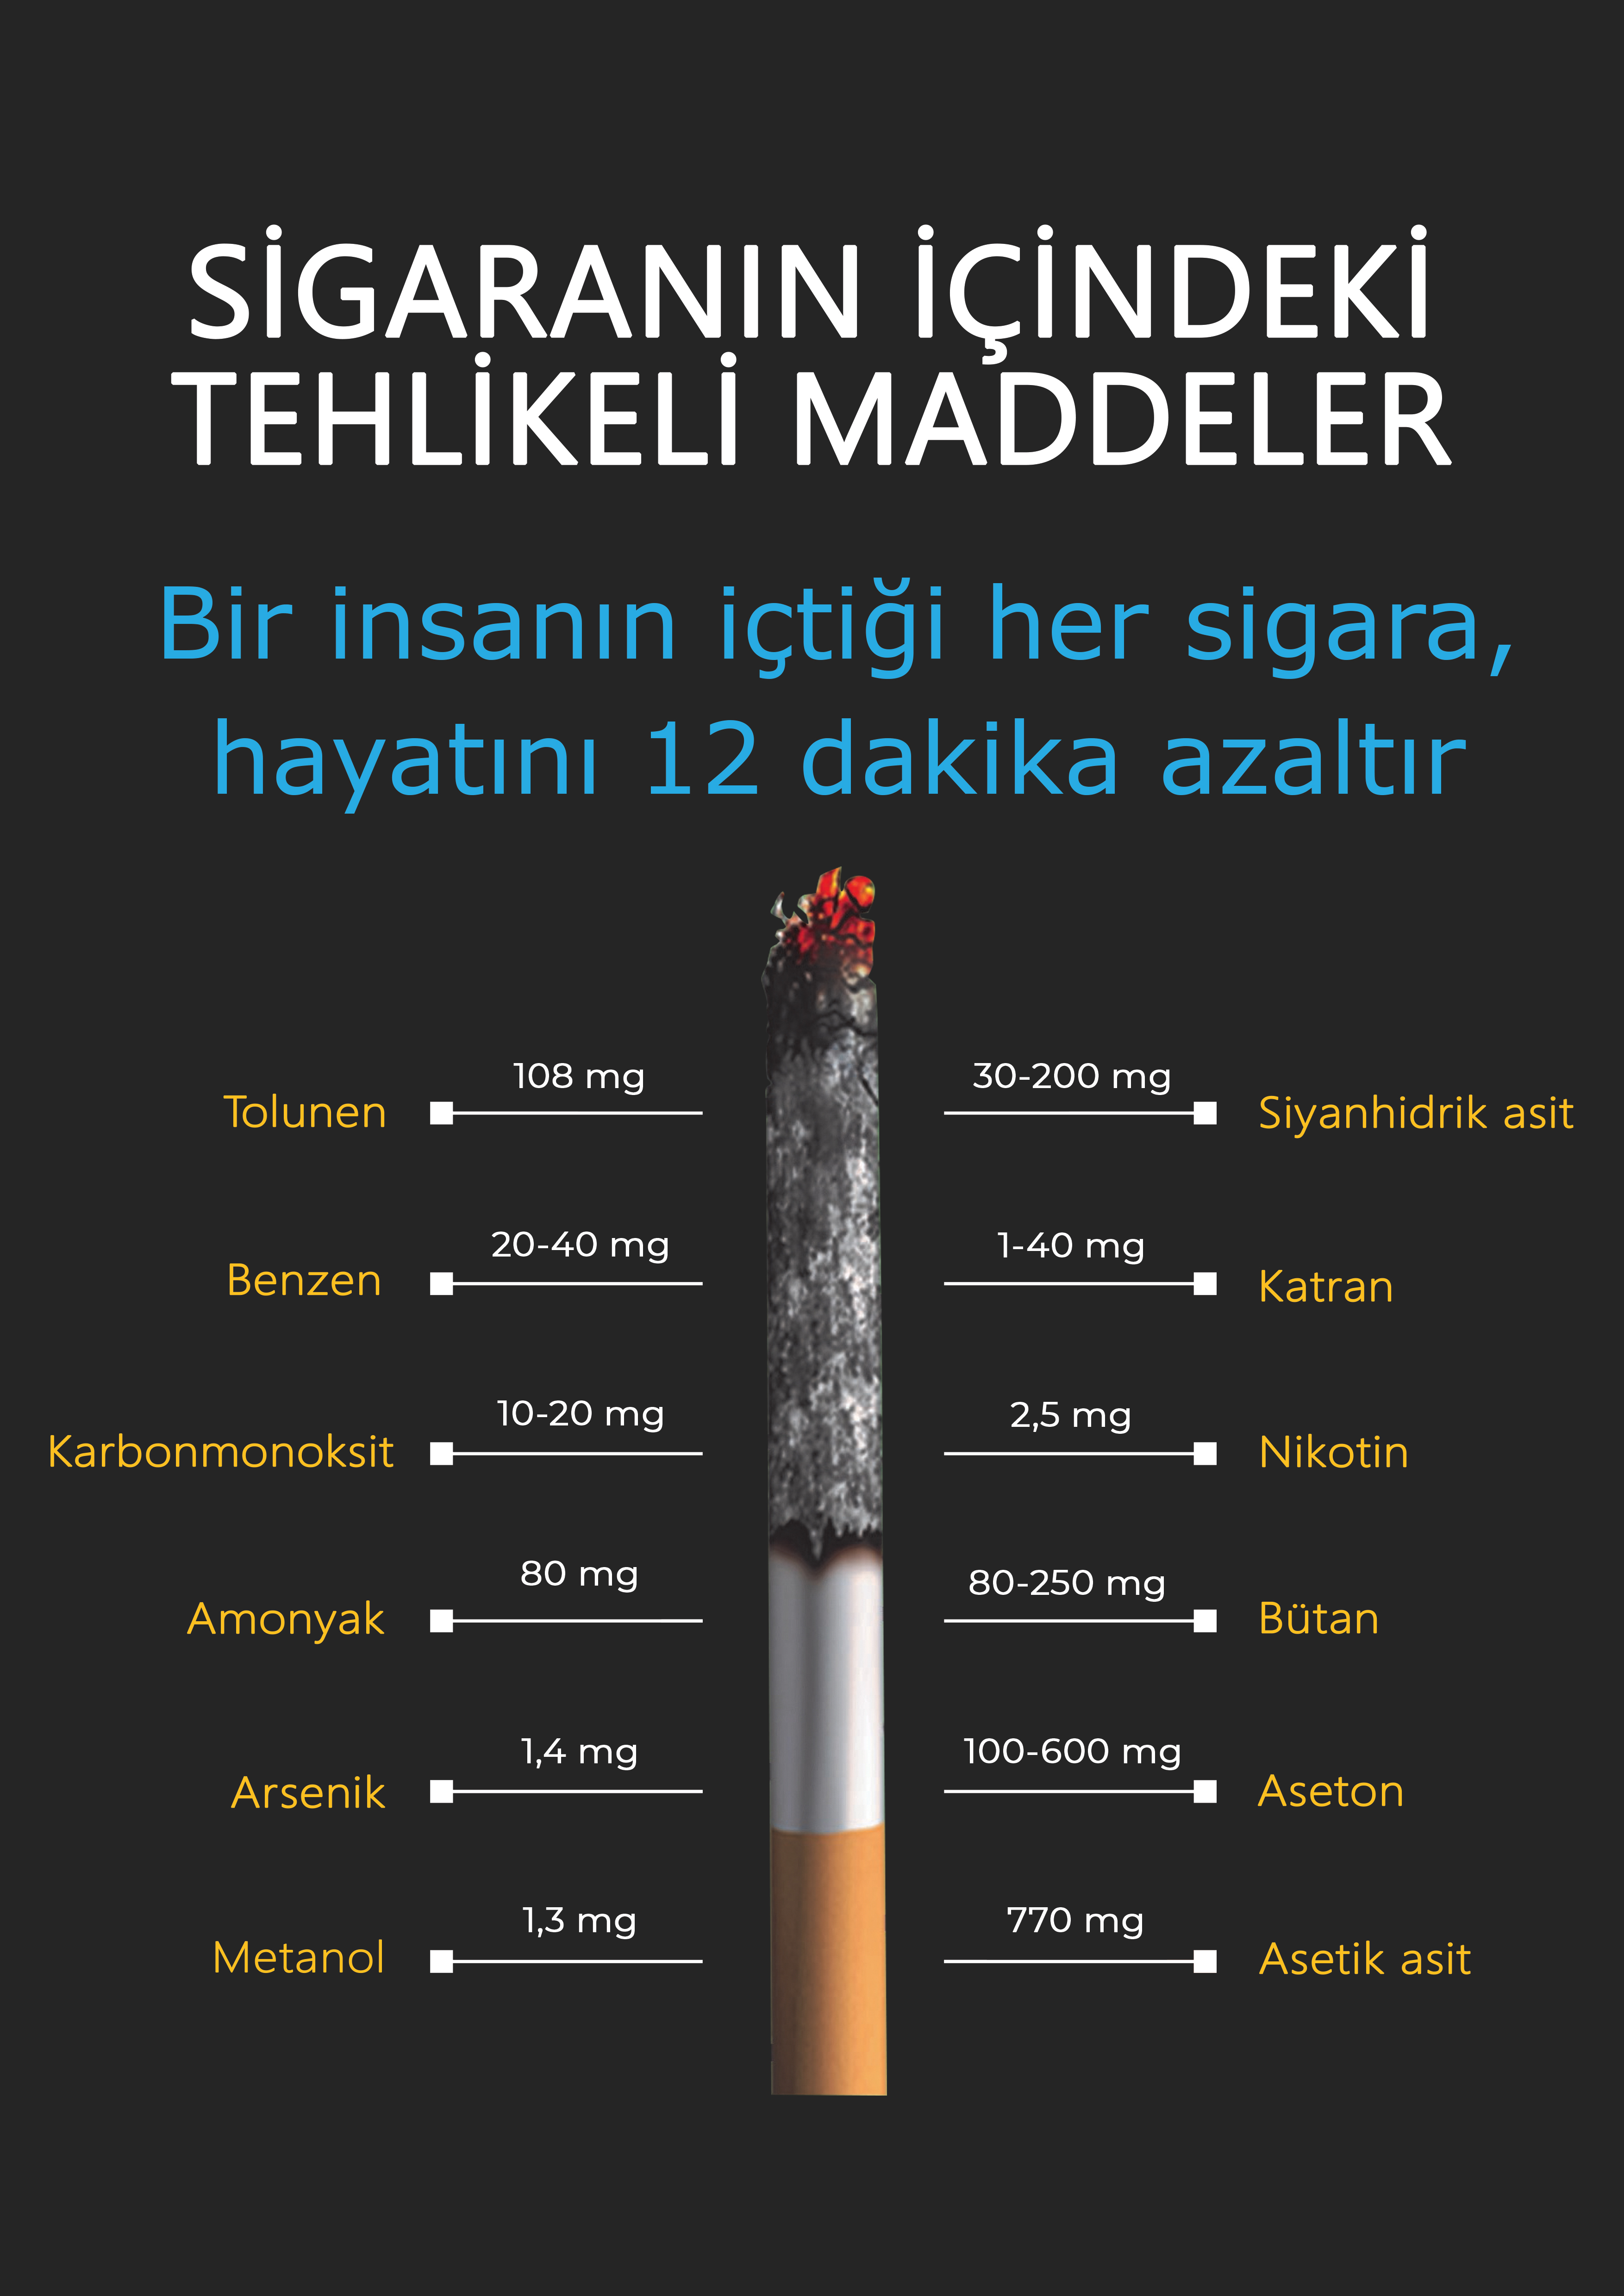 SİGARANIN İÇİNDEKİ
TEHLİKELİ MADDELER
Bir insanın içtiği her sigara,
hayatını 12 dakika azaltır
108 mg
Tolunen
30-200 mg
Siyanhidrik asit
20-40 mg
Benzen
1-40 mg
Katran
10-20 mg
Karbonmonoksit
2,5 mg
Nikotin
80 mg
Amonyak
80-250 mg
Bütan
1,4 mg
Arsenik
100-600 mg
Aseton
1,3 mg
Metanol
770 mg
Asetik asit